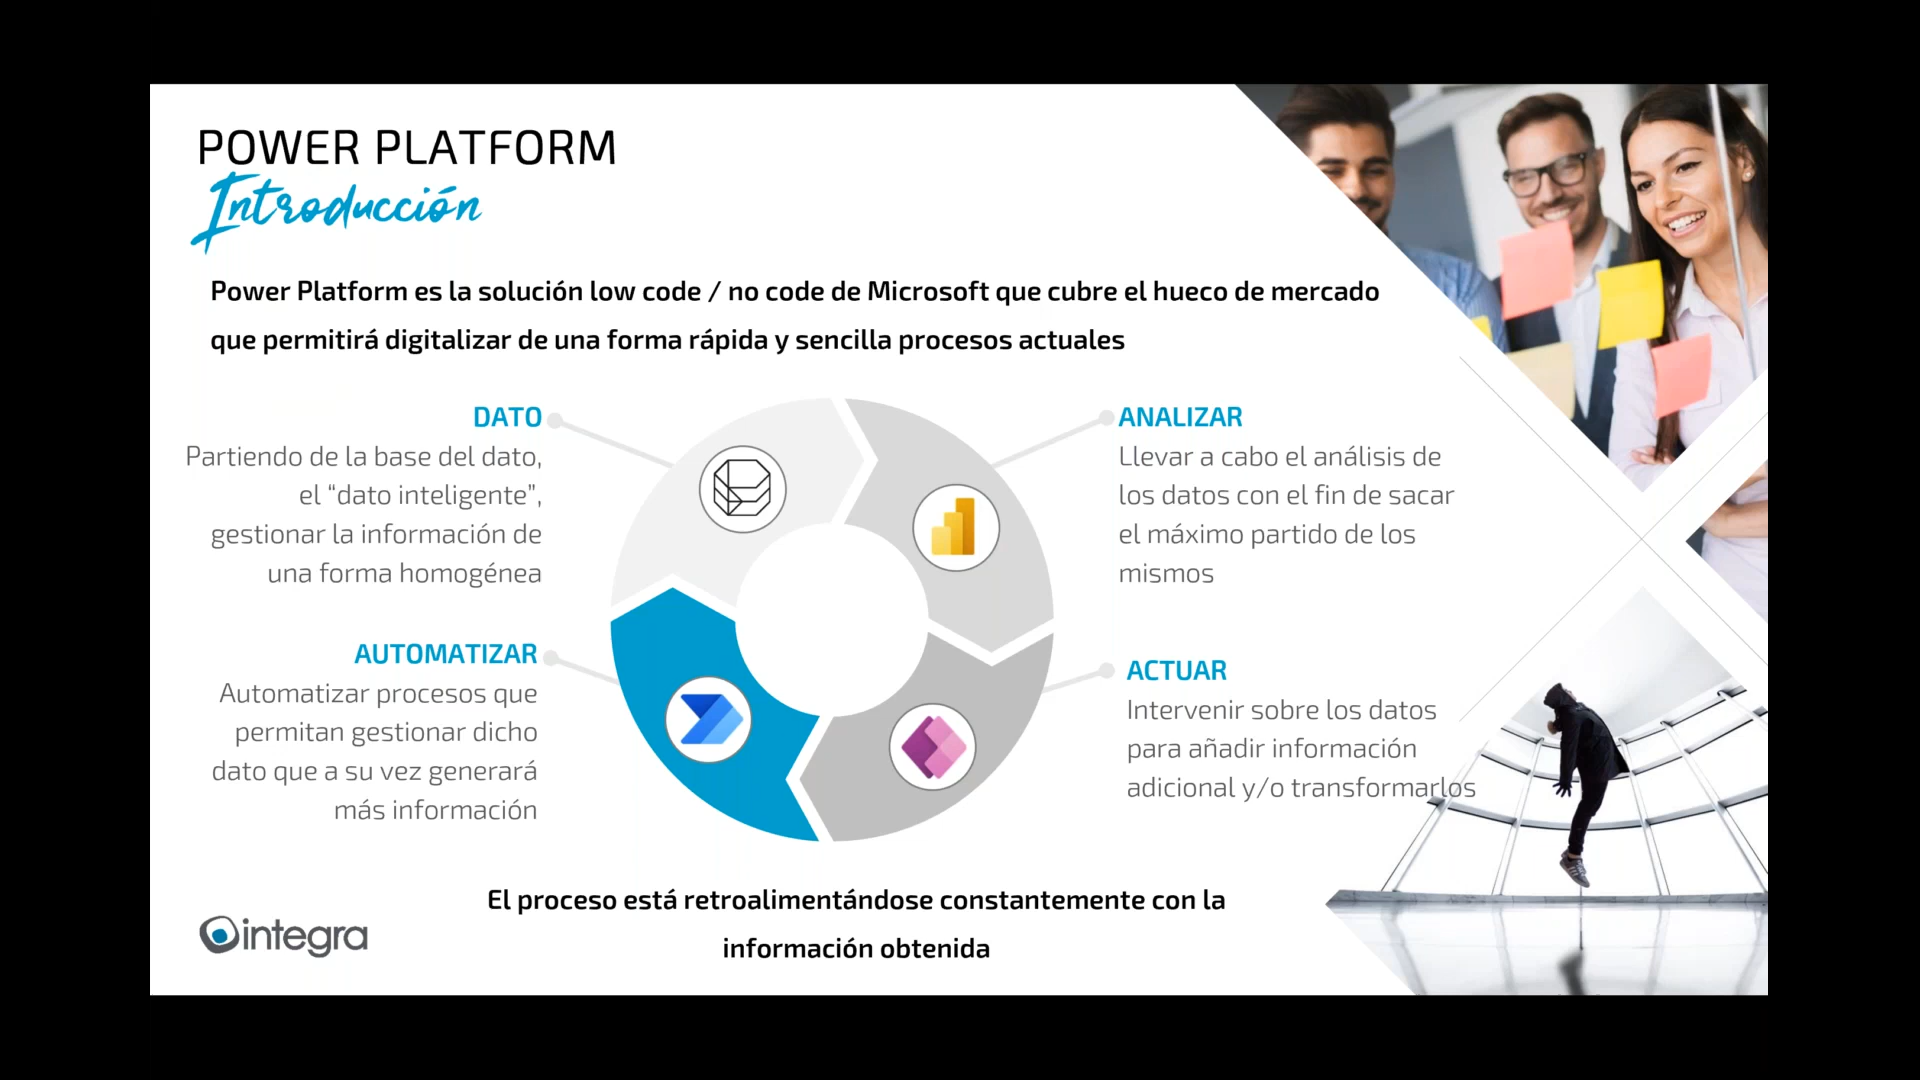 POWER PLATFORM
Introducción
Power Platform es la solución low code / no code de Microsoft que cubre el hueco de mercado
que permitirá digitalizar de una forma rápida y sencilla procesos actuales
DATO
Partiendo de la base del dato,
el “dato inteligente”,
gestionar la información de
una forma homogénea
ANALIZAR
Llevar a cabo el análisis de
los datos con el fin de sacar
el máximo partido de los
mismos
AUTOMATIZAR
Automatizar procesos que
permitan gestionar dicho
dato que a su vez generará
más información
ACTUAR
Intervenir sobre los datos
para añadir información
adicional y/o transformarlos
El proceso está retroalimentándose constantemente con la
información obtenida
integra